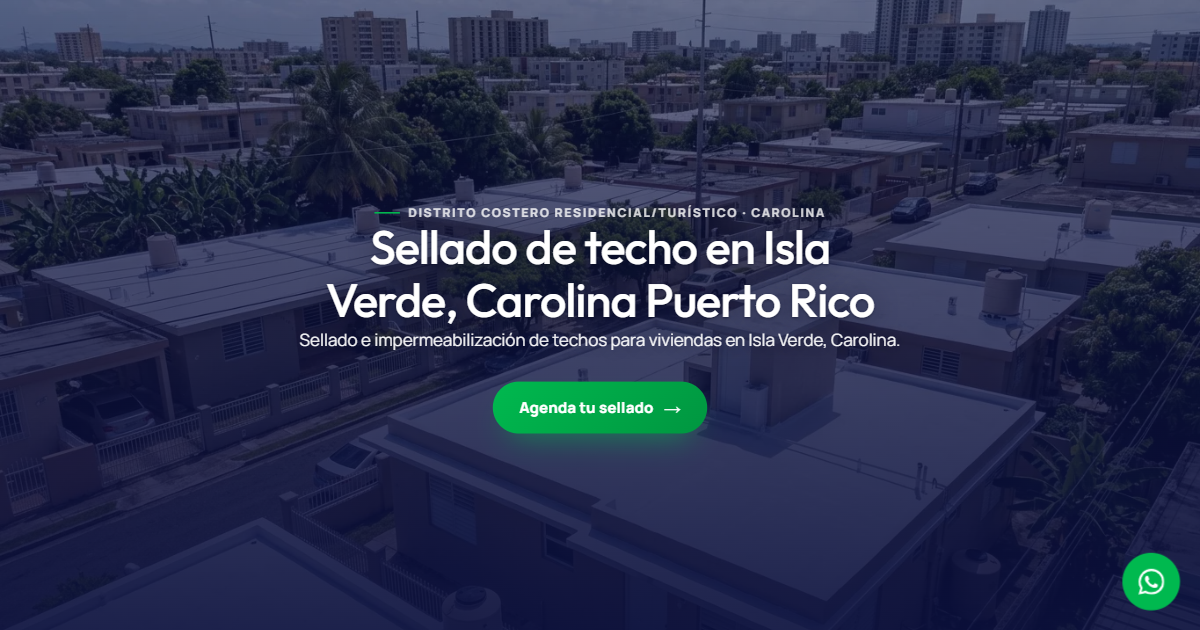 DISTRITO COSTERO RESIDENCIAL/TURÍSTICO · CAROLINA
Sellado de techo en Isla
Verde, Carolina Puerto Rico
Sellado e impermeabilización de techos para viviendas en Isla Verde, Carolina.
Agenda tu sellado →